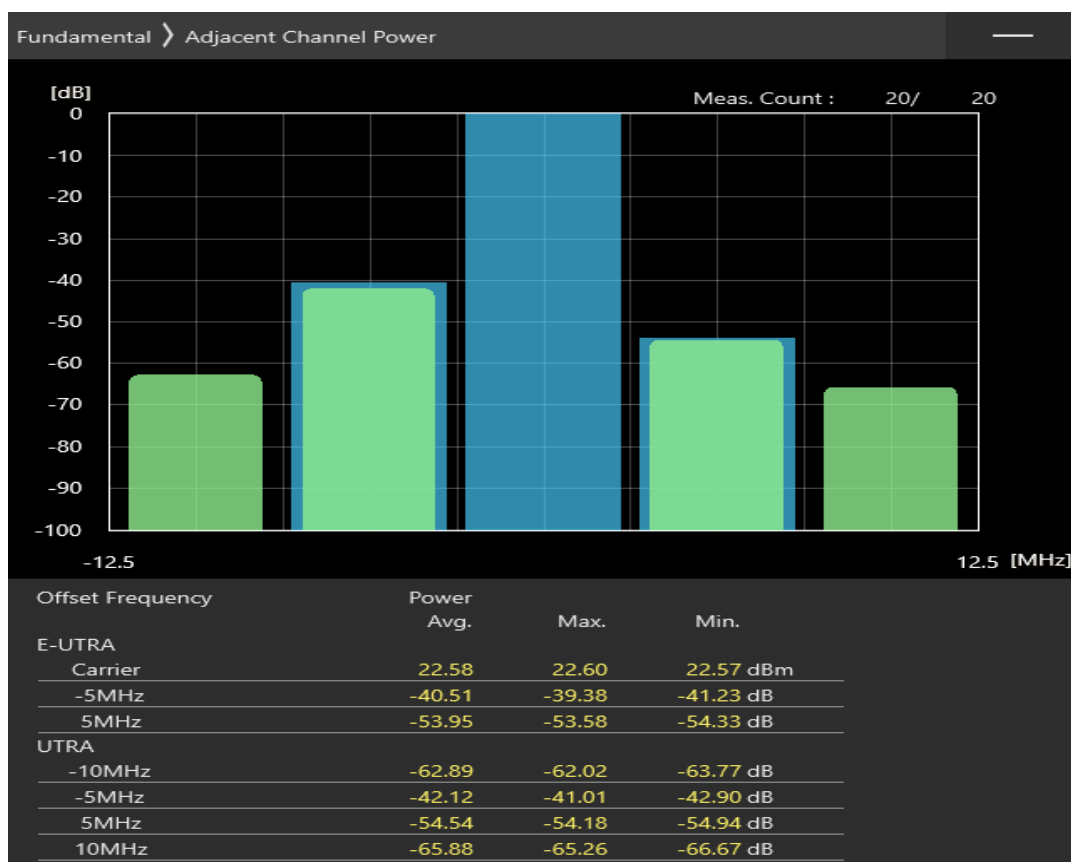 Fundamental ❯ Adjacent Channel Power
[dB]
Meas. Count : 20/ 20
0
-10
-20
-30
-40
-50
-60
-70
-80
-90
-100
-12.5 12.5 [MHz]
Offset Frequency Power
Avg. Max. Min.
E-UTRA
Carrier 22.58 22.60 22.57 dBm
-5MHz -40.51 -39.38 -41.23 dB
5MHz -53.95 -53.58 -54.33 dB
UTRA
-10MHz -62.89 -62.02 -63.77 dB
-5MHz -42.12 -41.01 -42.90 dB
5MHz -54.54 -54.18 -54.94 dB
10MHz -65.88 -65.26 -66.67 dB